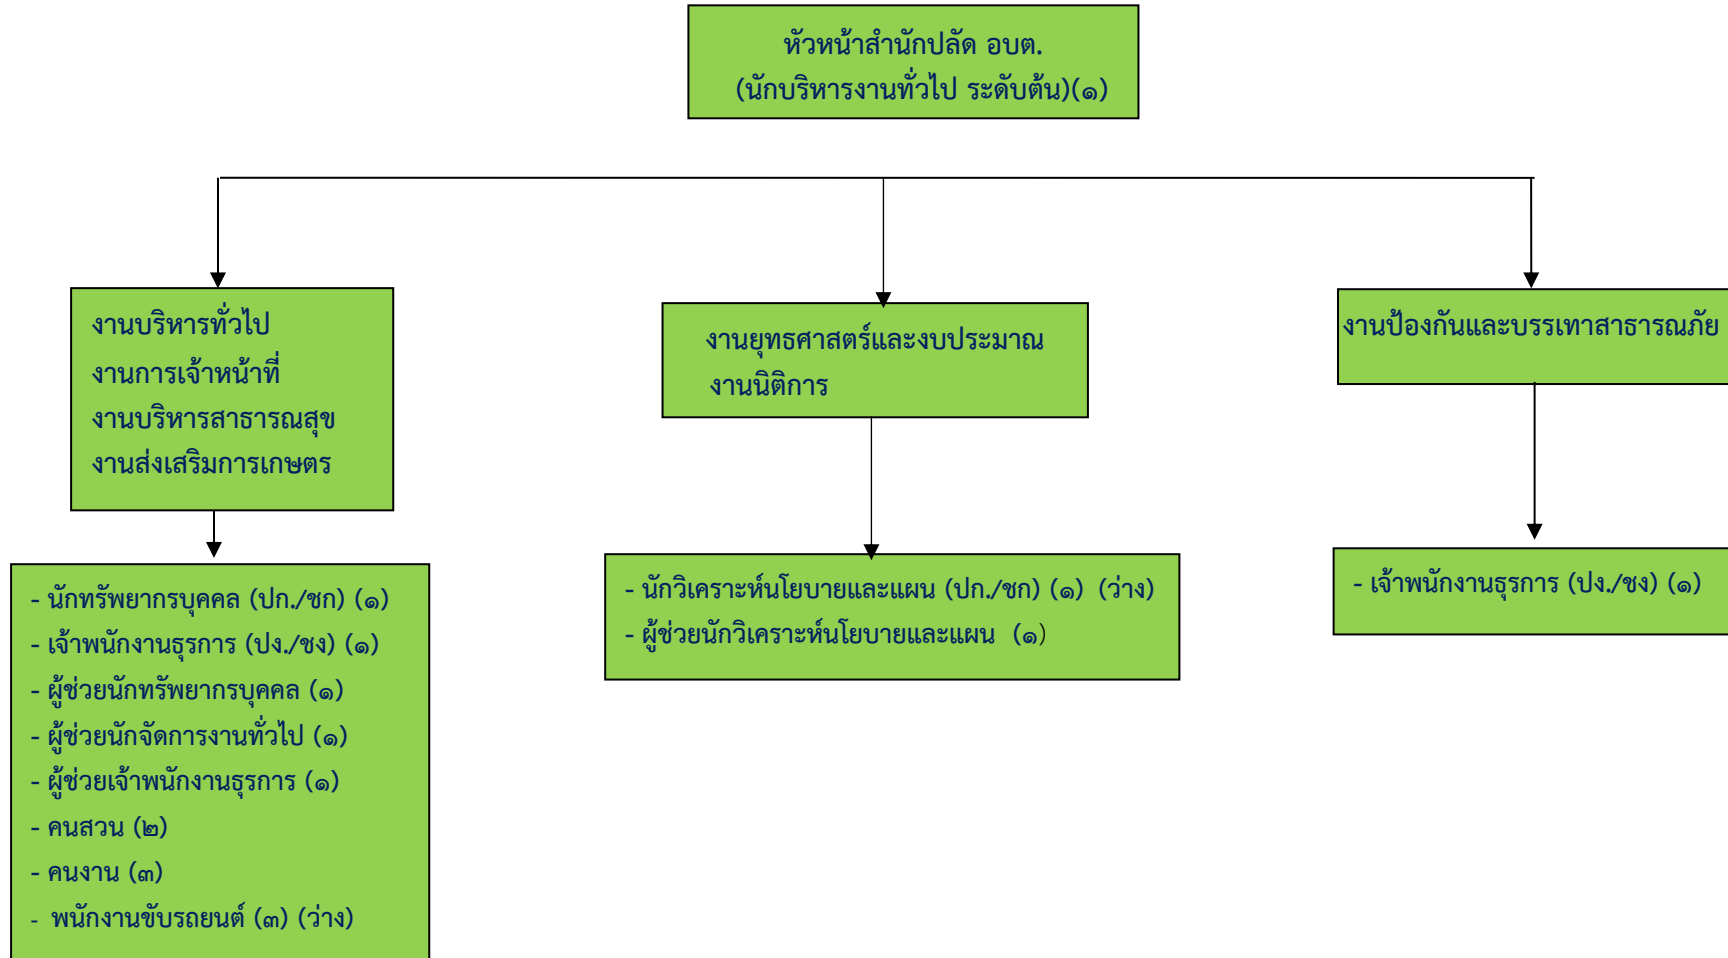 หัวหน้าสำนักปลัด อบต.
(นักบริหารงานทั่วไป ระดับต้น)(๑)
งานบริหารทั่วไป
งานการเจ้าหน้าที่
งานบริหารสาธารณสุข
งานส่งเสริมการเกษตร
งานยุทธศาสตร์และงบประมาณ
งานนิติการ
งานป้องกันและบรรเทาสาธารณภัย
- นักทรัพยากรบุคคล (ปก./ชก) (๑)
- เจ้าพนักงานธุรการ (ปง./ชง) (๑)
- ผู้ช่วยนักทรัพยากรบุคคล (๑)
- ผู้ช่วยนักจัดการงานทั่วไป (๑)
- ผู้ช่วยเจ้าพนักงานธุรการ (๑)
- คนสวน (๒)
- คนงาน (๓)
- พนักงานขับรถยนต์ (๓) (ว่าง)
- นักวิเคราะห์นโยบายและแผน (ปก./ชก) (๑) (ว่าง)
- ผู้ช่วยนักวิเคราะห์นโยบายและแผน (๑)
- เจ้าพนักงานธุรการ (ปง./ชง) (๑)